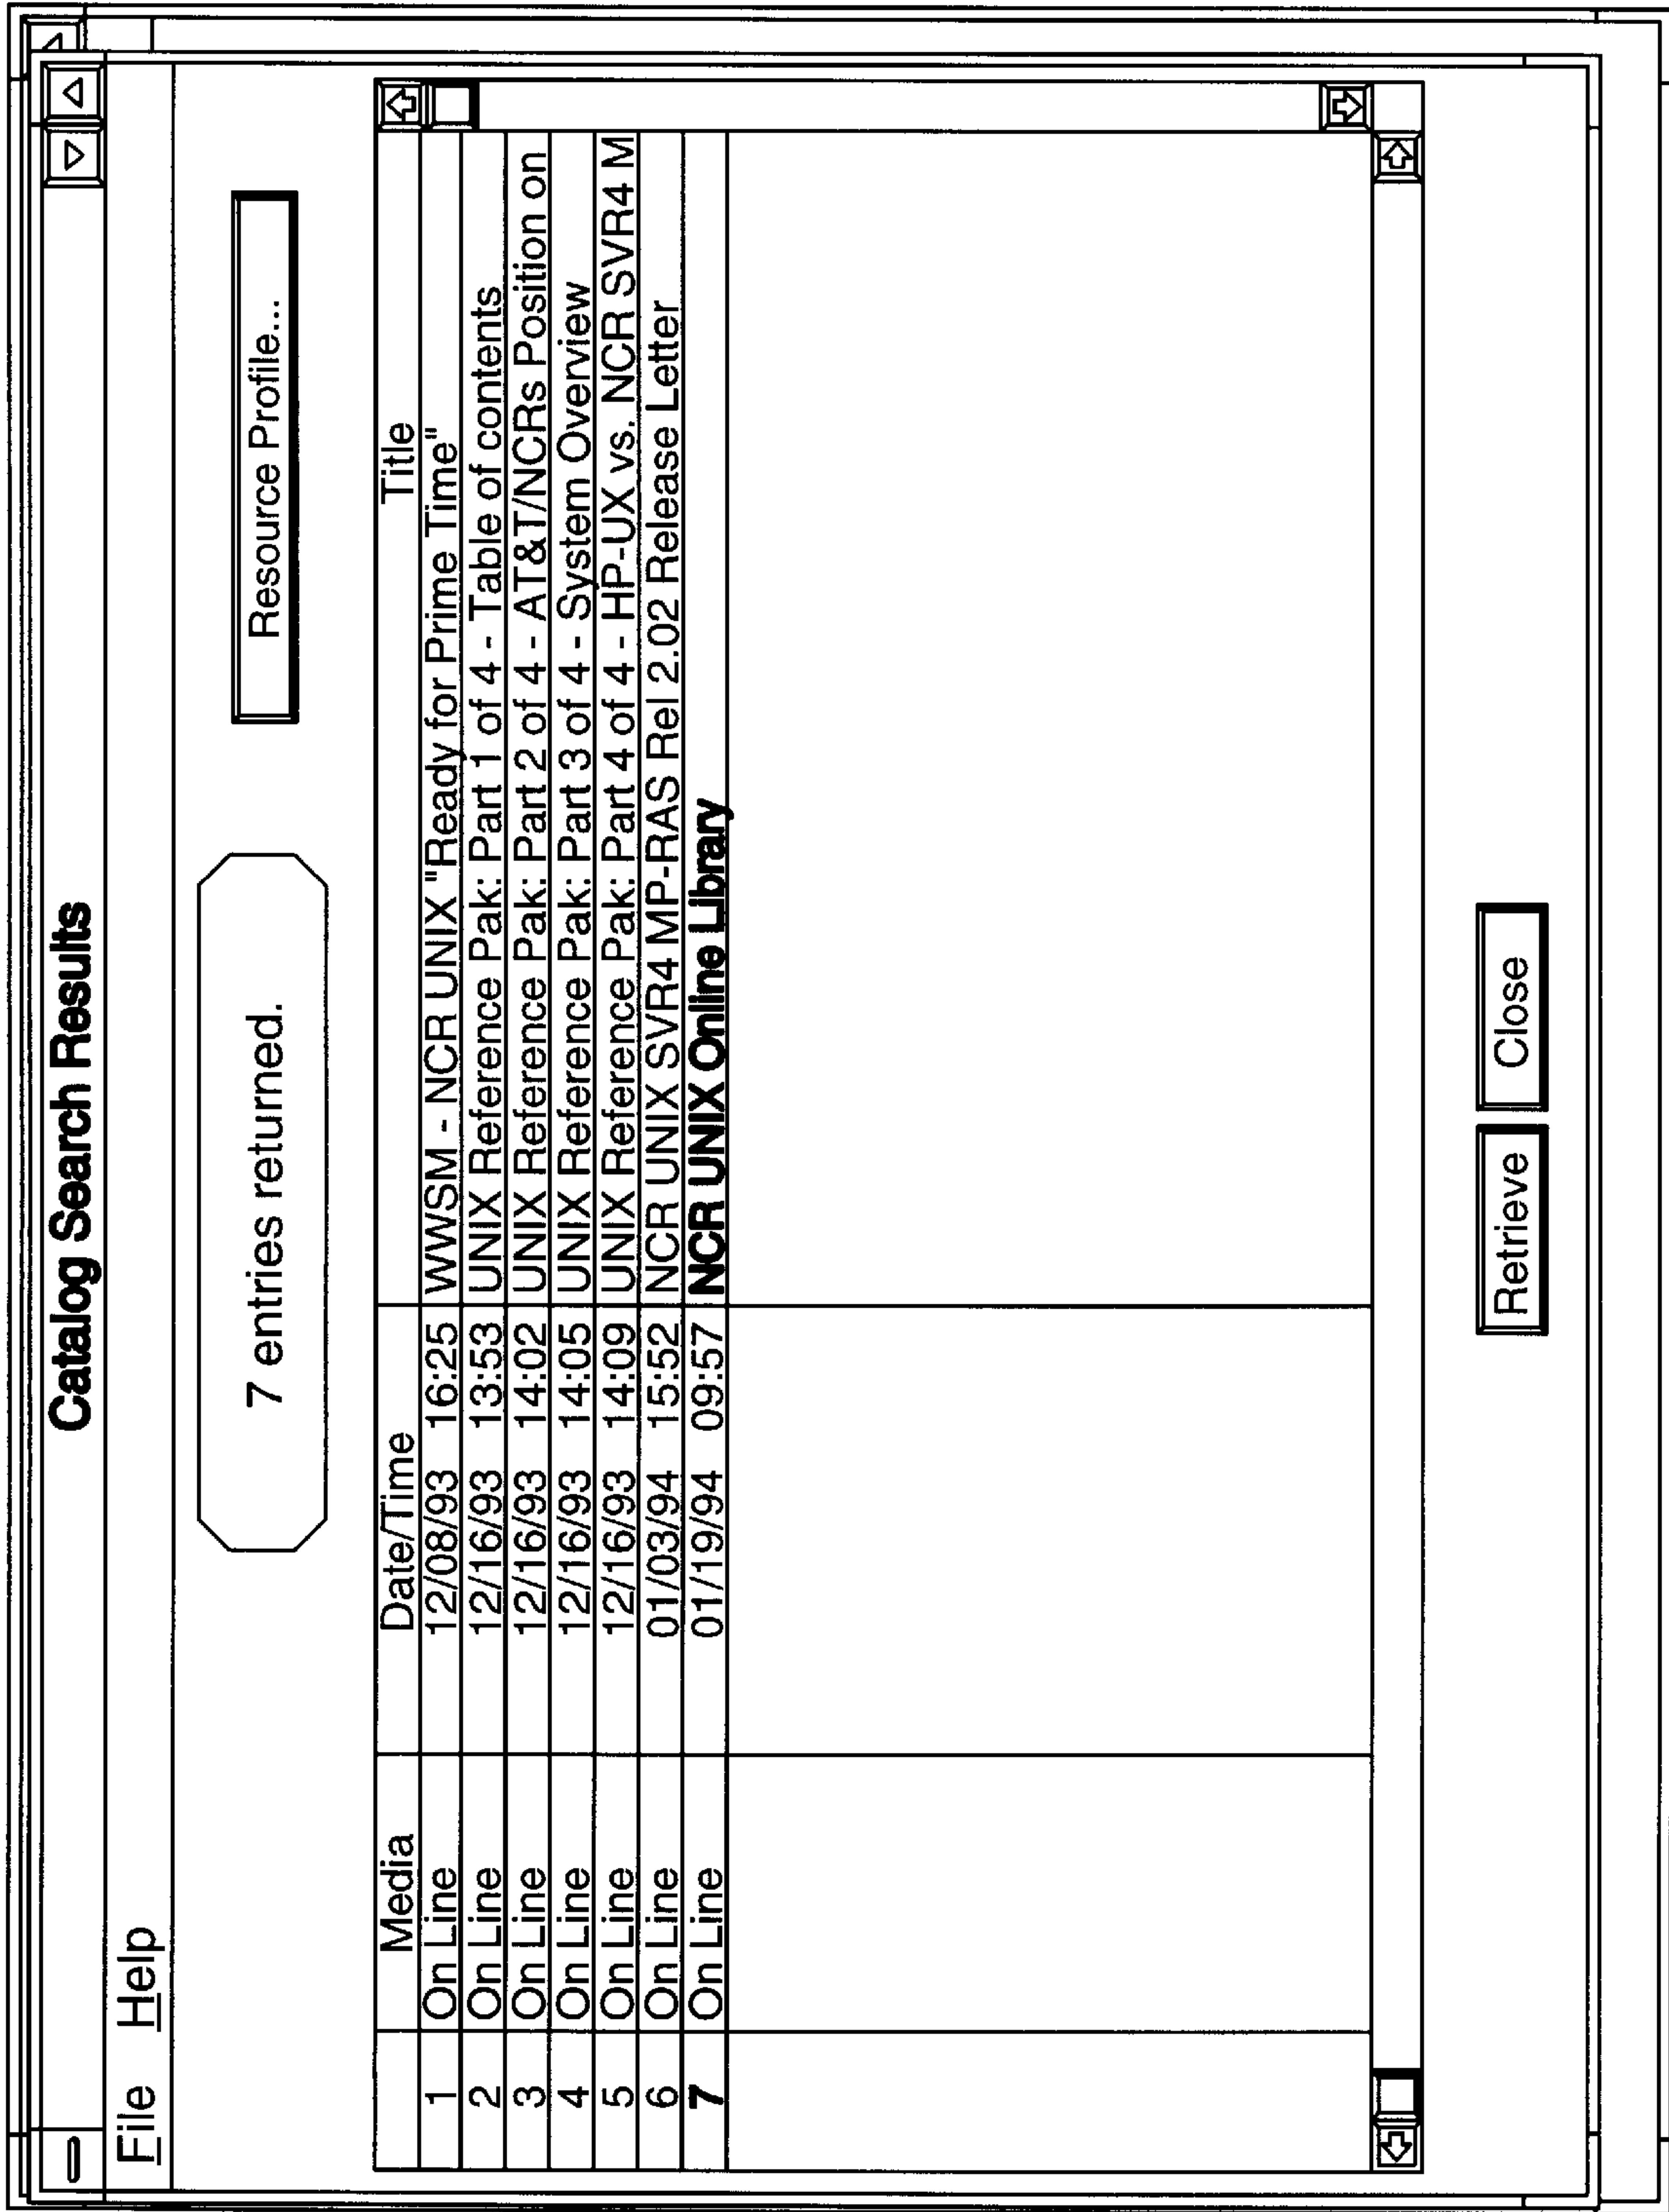 Catalog Search Results
File Help
7 entries returned.
Resource Profile...
Media Date/Time Title
1 On Line 12/08/93 16:25 WWSM - NCR UNIX "Ready for Prime Time"
2 On Line 12/16/93 13:53 UNIX Reference Pak: Part 1 of 4 - Table of contents
3 On Line 12/16/93 14:02 UNIX Reference Pak: Part 2 of 4 - AT&T/NCRs Position on
4 On Line 12/16/93 14:05 UNIX Reference Pak: Part 3 of 4 - System Overview
5 On Line 12/16/93 14:09 UNIX Reference Pak: Part 4 of 4 - HP-UX vs. NCR SVR4 M
6 On Line 01/03/94 15:52 NCR UNIX SVR4 MP-RAS Rel 2.02 Release Letter
7 On Line 01/19/94 09:57 NCR UNIX Online Library
Retrieve Close